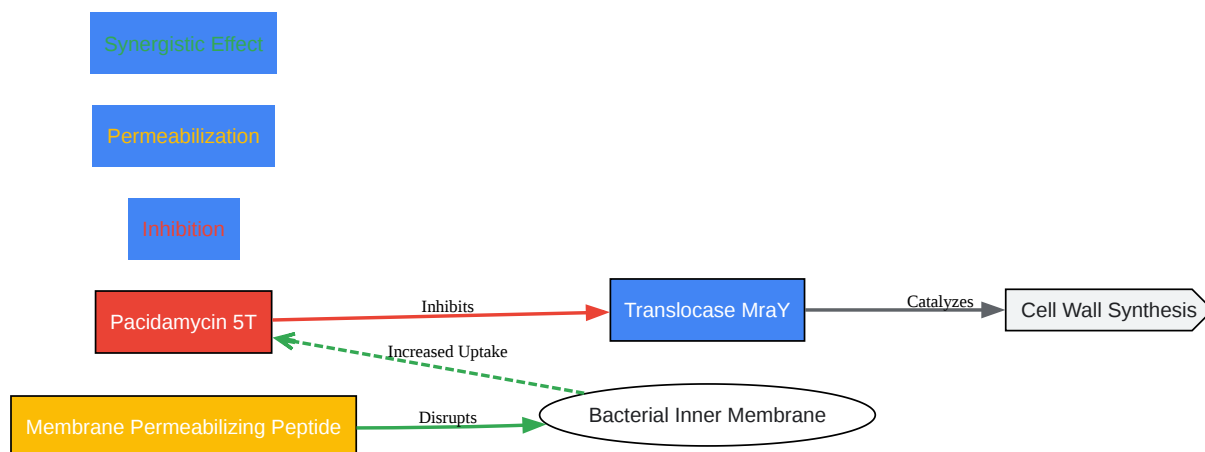 Synergistic Effect
Permeabilization
Inhibition
Pacidamycin 5T
Inhibits
Translocase MraY
Catalyzes
Cell Wall Synthesis
Increased Uptake
Membrane Permeabilizing Peptide
Disrupts
Bacterial Inner Membrane